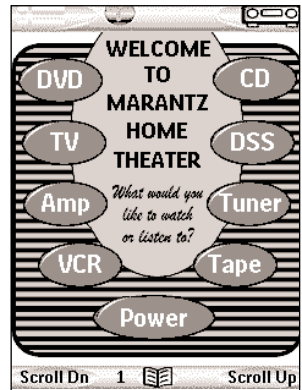 WELCOME
TO
MARANTZ
HOME
THEATER
What would you
like to watch
or listen to?
DVD
CD
TV
DSS
Amp
Tuner
VCR
Tape
Power
Scroll Dn 1 Scroll Up